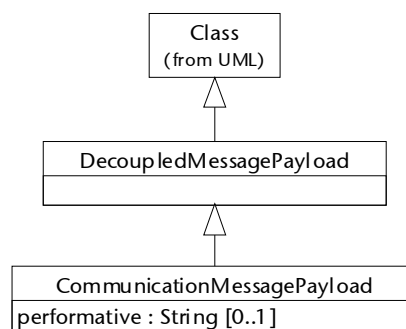 Class
(from UML)
DecoupledMessagePayload
CommunicationMessagePayload
performative : String [0..1]